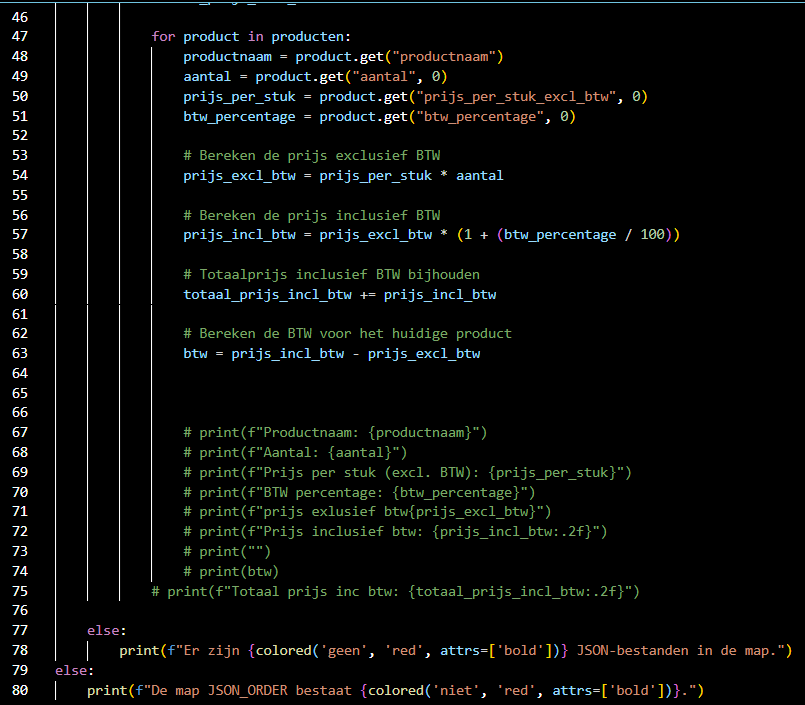 46
47 for product in producten:
48 productnaam = product.get("productnaam")
49 aantal = product.get("aantal", 0)
50 prijs_per_stuk = product.get("prijs_per_stuk_excl_btw", 0)
51 btw_percentage = product.get("btw_percentage", 0)
52
53 # Bereken de prijs exclusief BTW
54 prijs_excl_btw = prijs_per_stuk * aantal
55
56 # Bereken de prijs inclusief BTW
57 prijs_incl_btw = prijs_excl_btw * (1 + (btw_percentage / 100))
58
59 # Totaalprijs inclusief BTW bijhouden
60 totaal_prijs_incl_btw += prijs_incl_btw
61
62 # Bereken de BTW voor het huidige product
63 btw = prijs_incl_btw - prijs_excl_btw
64
65
66
67 # print(f"Productnaam: {productnaam}")
68 # print(f"Aantal: {aantal}")
69 # print(f"Prijs per stuk (excl. BTW): {prijs_per_stuk}")
70 # print(f"BTW percentage: {btw_percentage}")
71 # print(f"prijs exlusief btw{prijs_excl_btw}")
72 # print(f"Prijs inclusief btw: {prijs_incl_btw:.2f}")
73 # print("")
74 # print(btw)
75 # print(f"Totaal prijs inc btw: {totaal_prijs_incl_btw:.2f}")
76
77 else:
78 print(f"Er zijn {colored('geen', 'red', attrs=['bold'])} JSON-bestanden in de map.")
79 else:
80 print(f"De map JSON_ORDER bestaat {colored('niet', 'red', attrs=['bold'])}.")